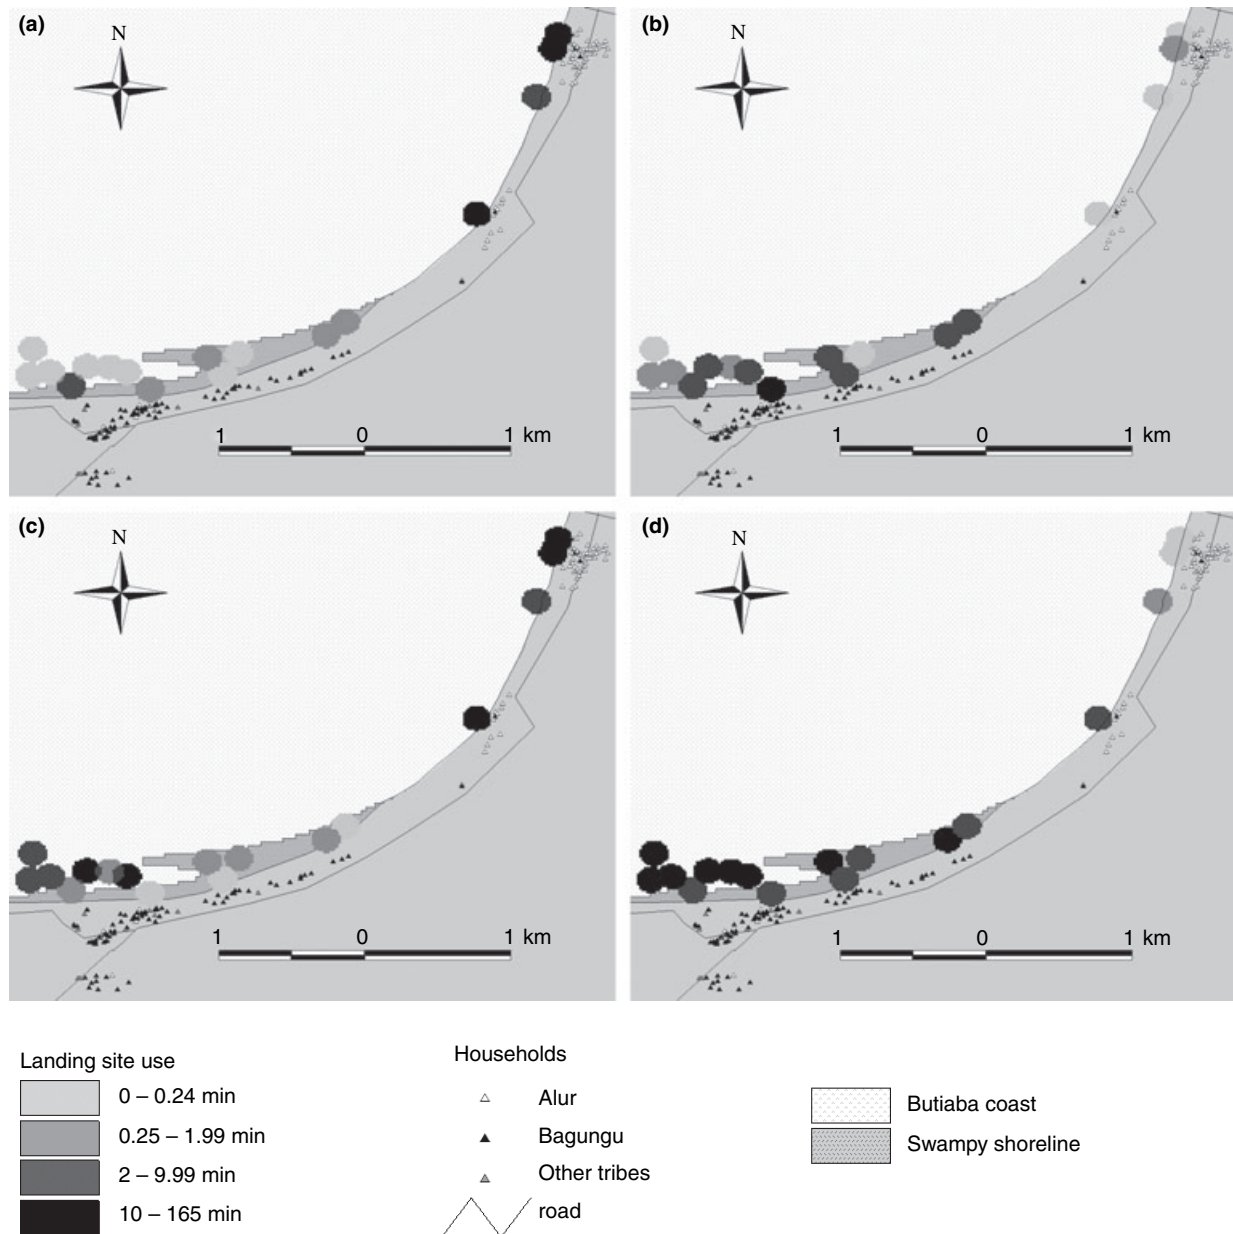 (a)
N
1 0 1 km
(b)
N
1 0 1 km
(c)
N
1 0 1 km
(d)
N
1 0 1 km
Landing site use
0 – 0.24 min
0.25 – 1.99 min
2 – 9.99 min
10 – 165 min
Households
Alur
Bagungu
Other tribes
road
Butiaba coast
Swampy shoreline